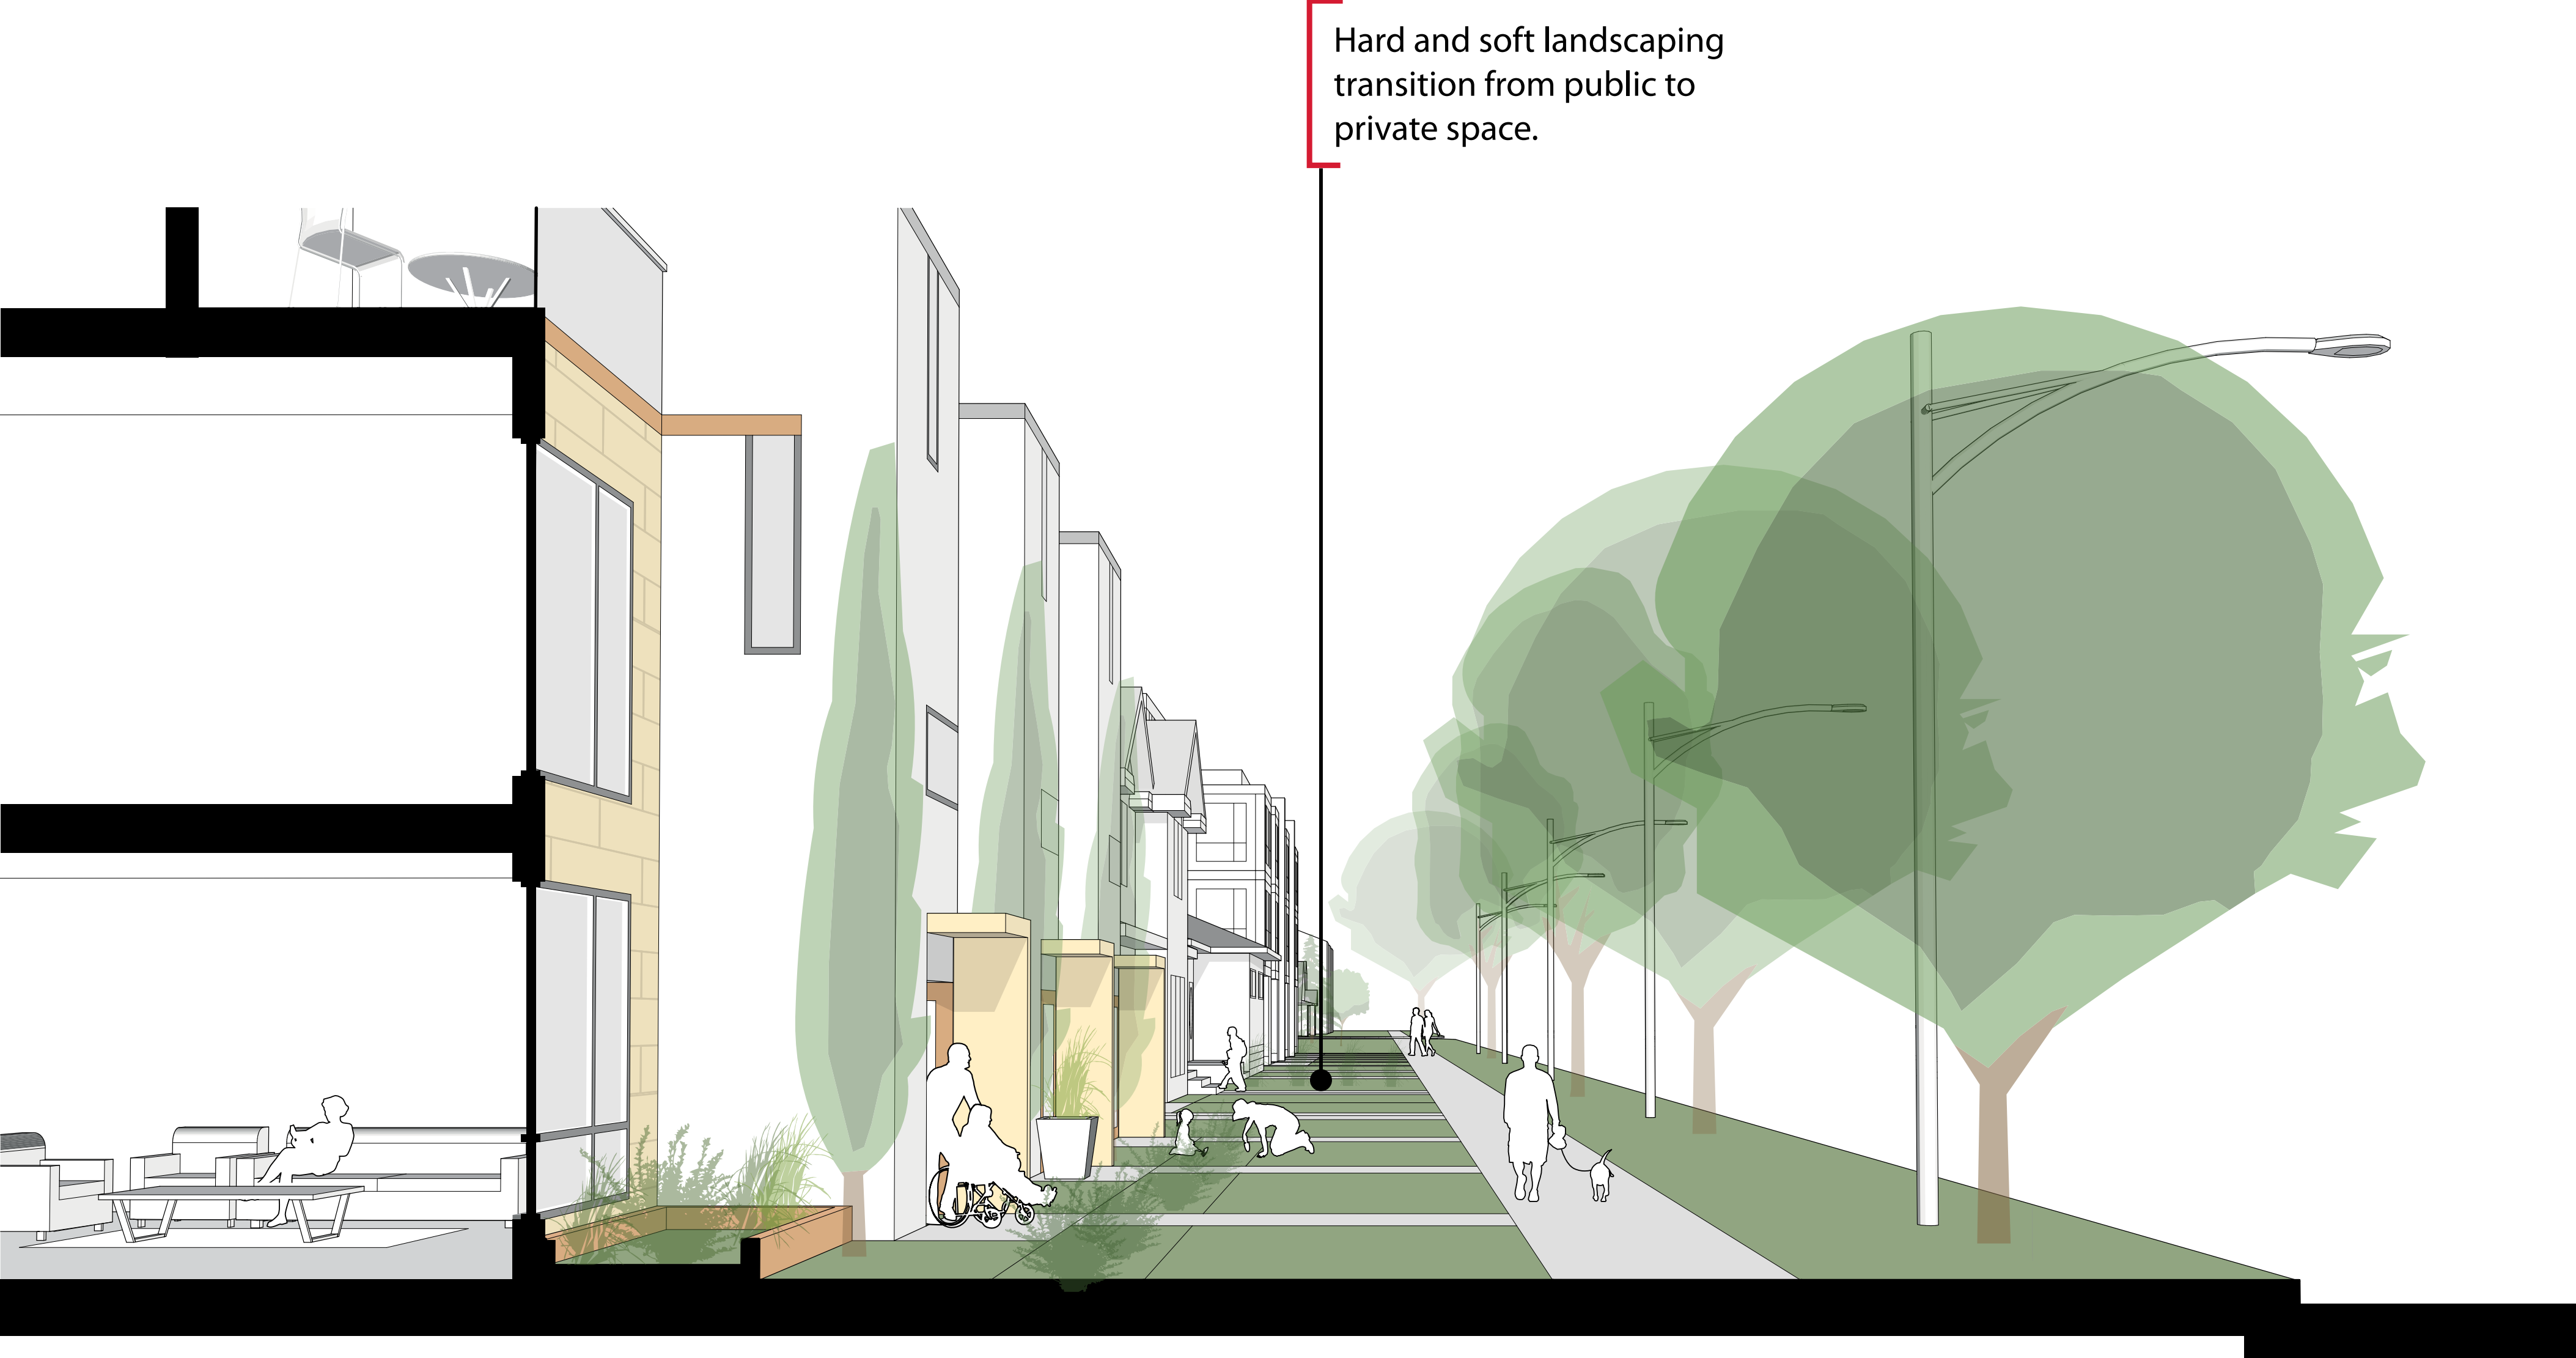 Hard and soft landscaping
transition from public to
private space.